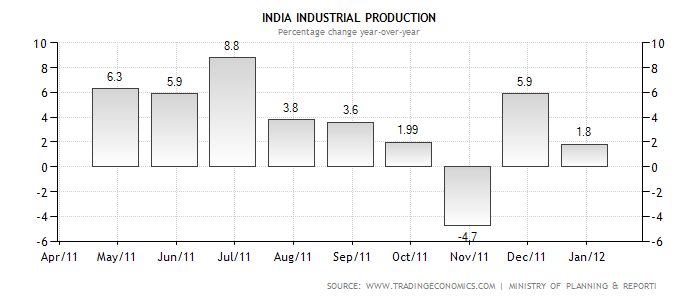 INDIA INDUSTRIAL PRODUCTION
Percentage change year-over-year
10 10
8.8
8 8
6.3 5.9 5.9
6 6
3.8 3.6
4 4
1.99 1.8
2 2
0 0
-2 -2
-4 -4
-4.7
-6 -6
Apr/11 May/11 Jun/11 Jul/11 Aug/11 Sep/11 Oct/11 Nov/11 Dec/11 Jan/12
SOURCE: WWW.TRADINGECONOMICS.COM | MINISTRY OF PLANNING & REPORTI